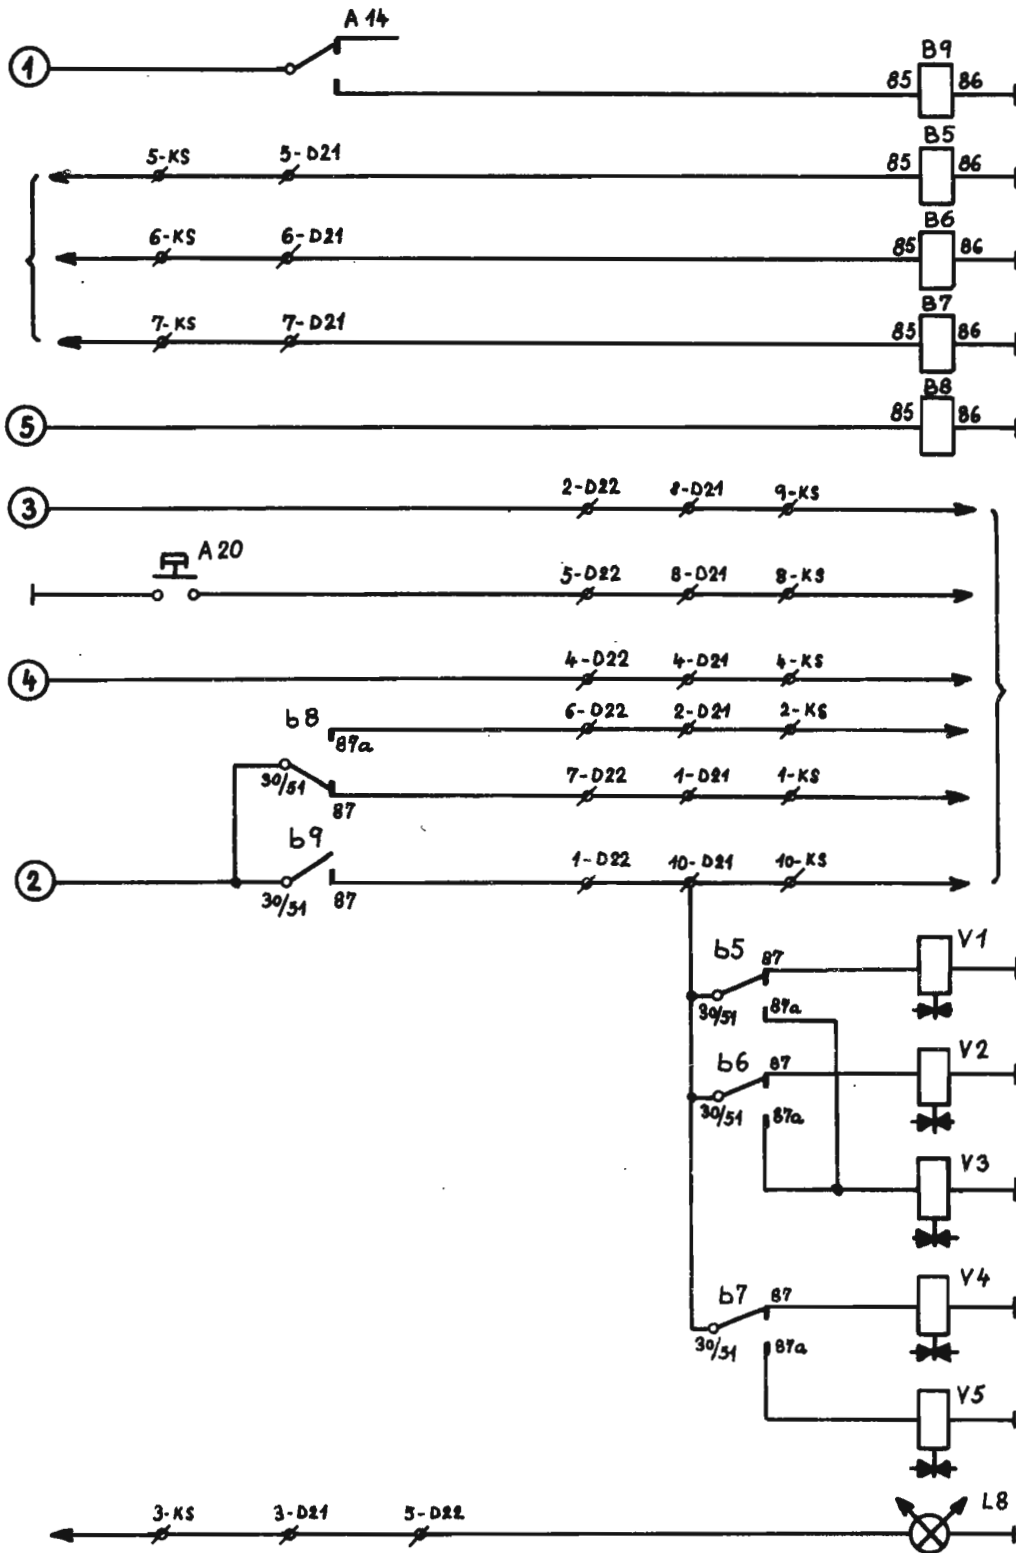 A 14
1
B9
85 86
5-KS 5-D21
B5
85 86
6-KS 6-D21
B6
85 86
7-KS 7-D21
B7
85 86
B8
5
85 86
3
2-D22 8-D21 9-KS
A 20
5-D22 8-D21 8-KS
4
4-D22 4-D21 4-KS
b8
87a
6-D22 2-D21 2-KS
30/51
87
7-D22 1-D21 1-KS
b9
2
30/51 87
1-D22 10-D21 10-KS
b5 87
V1
30/51 87a
b6 87
V2
30/51 87a
V3
b7 87
V4
30/51 87a
V5
3-KS 3-D21 5-D22
L8